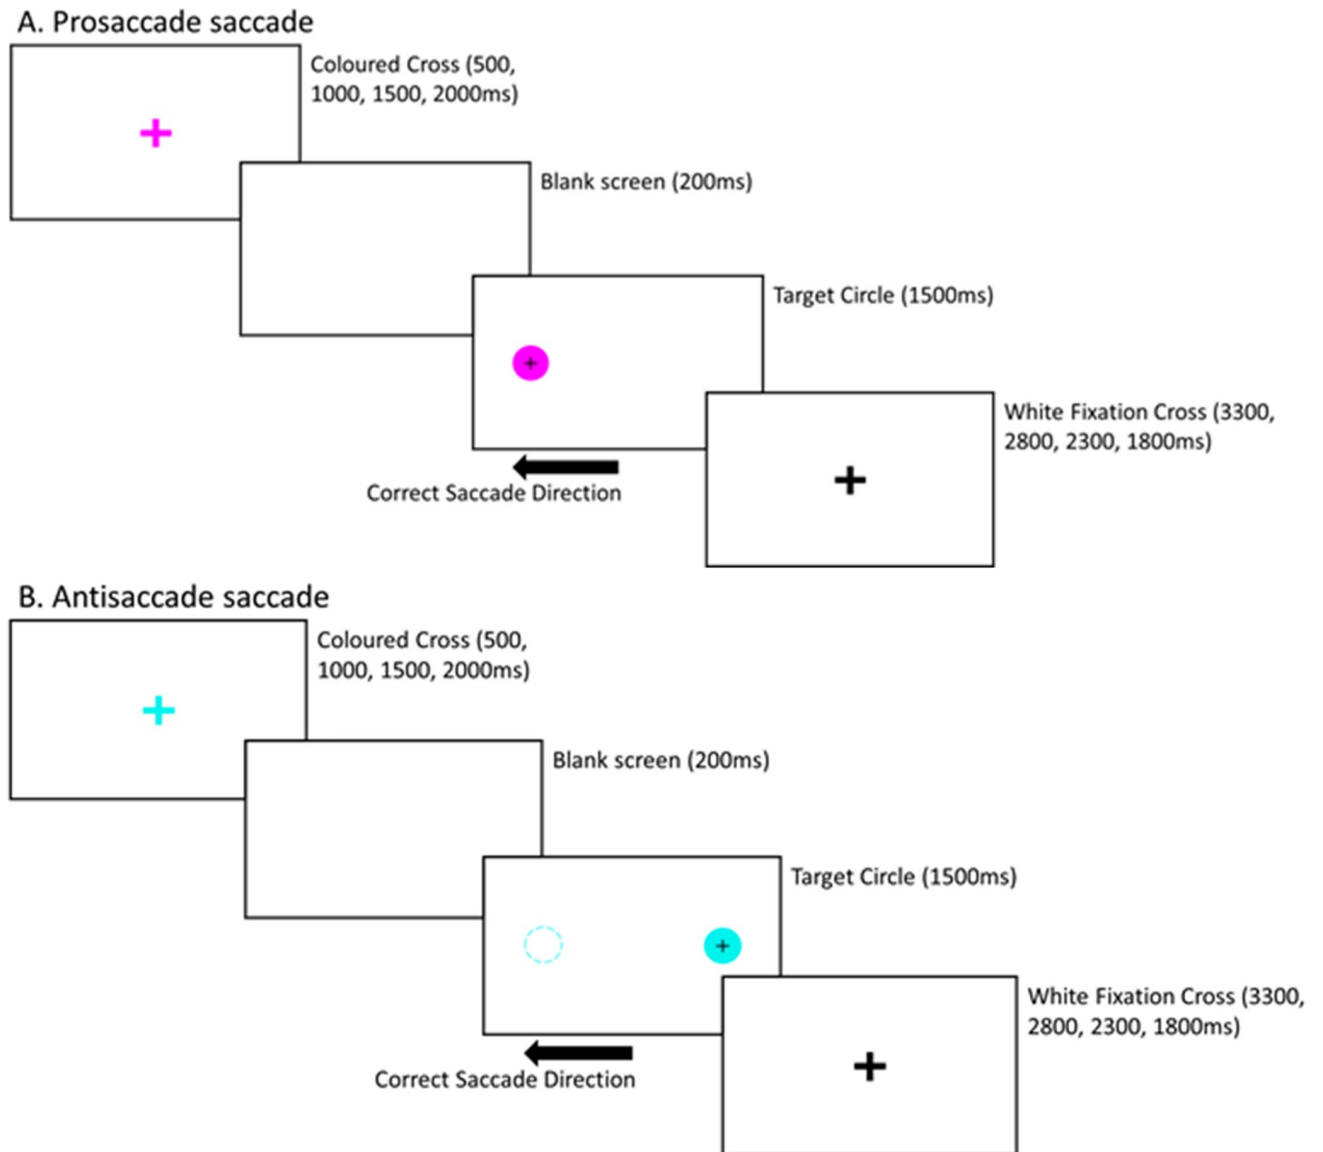 A. Prosaccade saccade
Coloured Cross (500,
1000, 1500, 2000ms)
Blank screen (200ms)
Target Circle (1500ms)
White Fixation Cross (3300,
2800, 2300, 1800ms)
Correct Saccade Direction
B. Antisaccade saccade
Coloured Cross (500,
1000, 1500, 2000ms)
Blank screen (200ms)
Target Circle (1500ms)
White Fixation Cross (3300,
2800, 2300, 1800ms)
Correct Saccade Direction